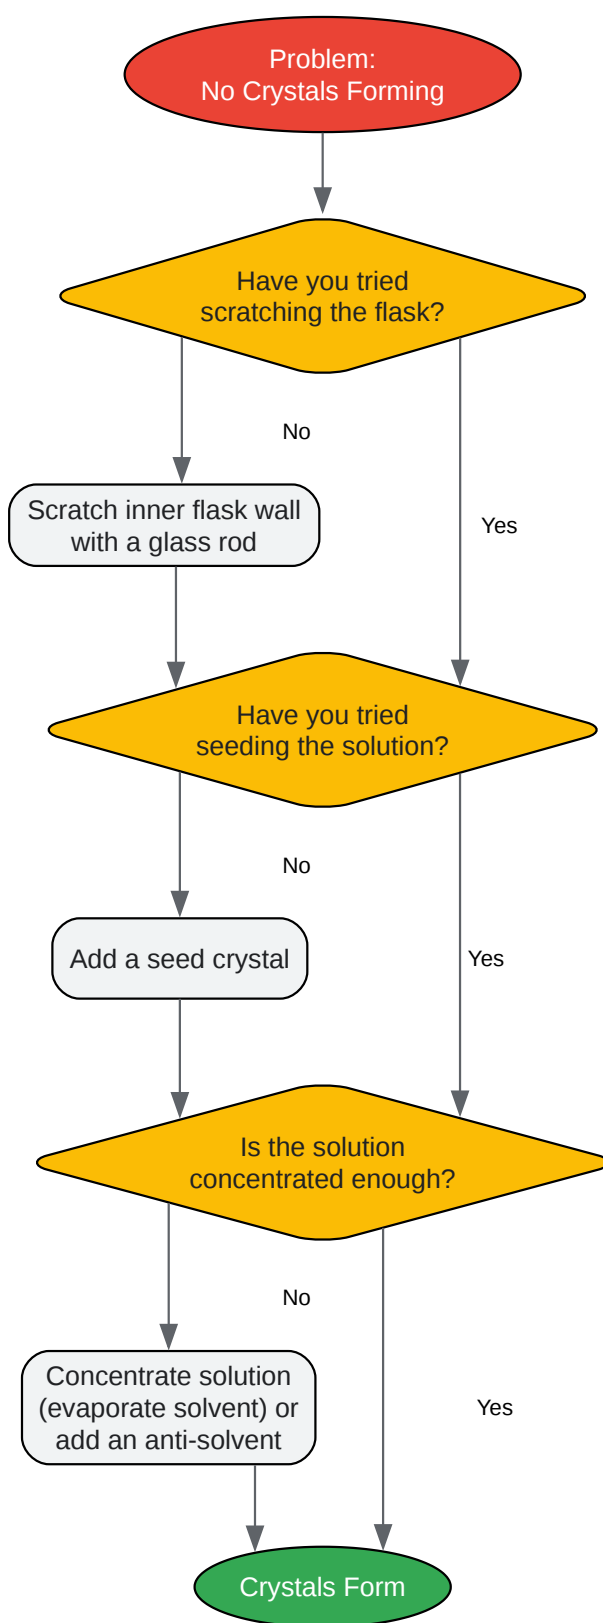 Problem:
No Crystals Forming
Have you tried
scratching the flask?
No
Scratch inner flask wall
with a glass rod
Yes
Have you tried
seeding the solution?
No
Add a seed crystal
Yes
Is the solution
concentrated enough?
No
Concentrate solution
(evaporate solvent) or
add an anti-solvent
Yes
Crystals Form